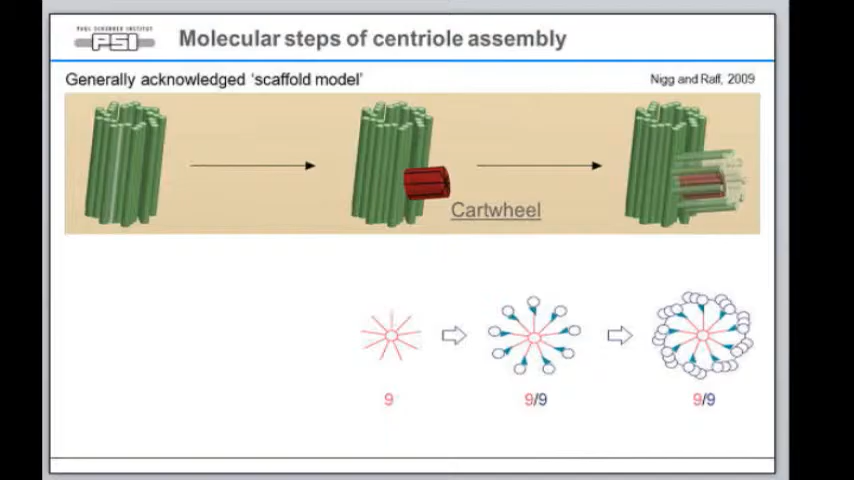 PAUL SCHERRER INSTITUT
PSI
Molecular steps of centriole assembly
Generally acknowledged ‘scaffold model’
Nigg and Raff, 2009
Cartwheel
9
9/9
9/9